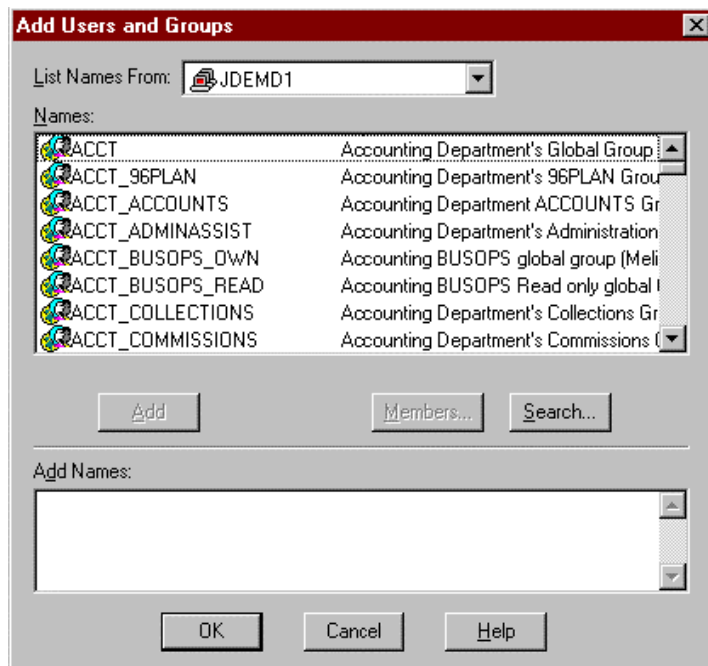 Add Users and Groups
List Names From: JDEMD1
Names:
ACCT Accounting Department's Global Group
ACCT_96PLAN Accounting Department's 96PLAN Grou
ACCT_ACCOUNTS Accounting Department ACCOUNTS Gr
ACCT_ADMINASSIST Accounting Department's Administration
ACCT_BUSOPS_OWN Accounting BUSOPS global group (Meli
ACCT_BUSOPS_READ Accounting BUSOPS Read only global
ACCT_COLLECTIONS Accounting Department's Collections Gr
ACCT_COMMISSIONS Accounting Department's Commissions
Add Members... Search...
Add Names:
OK Cancel Help